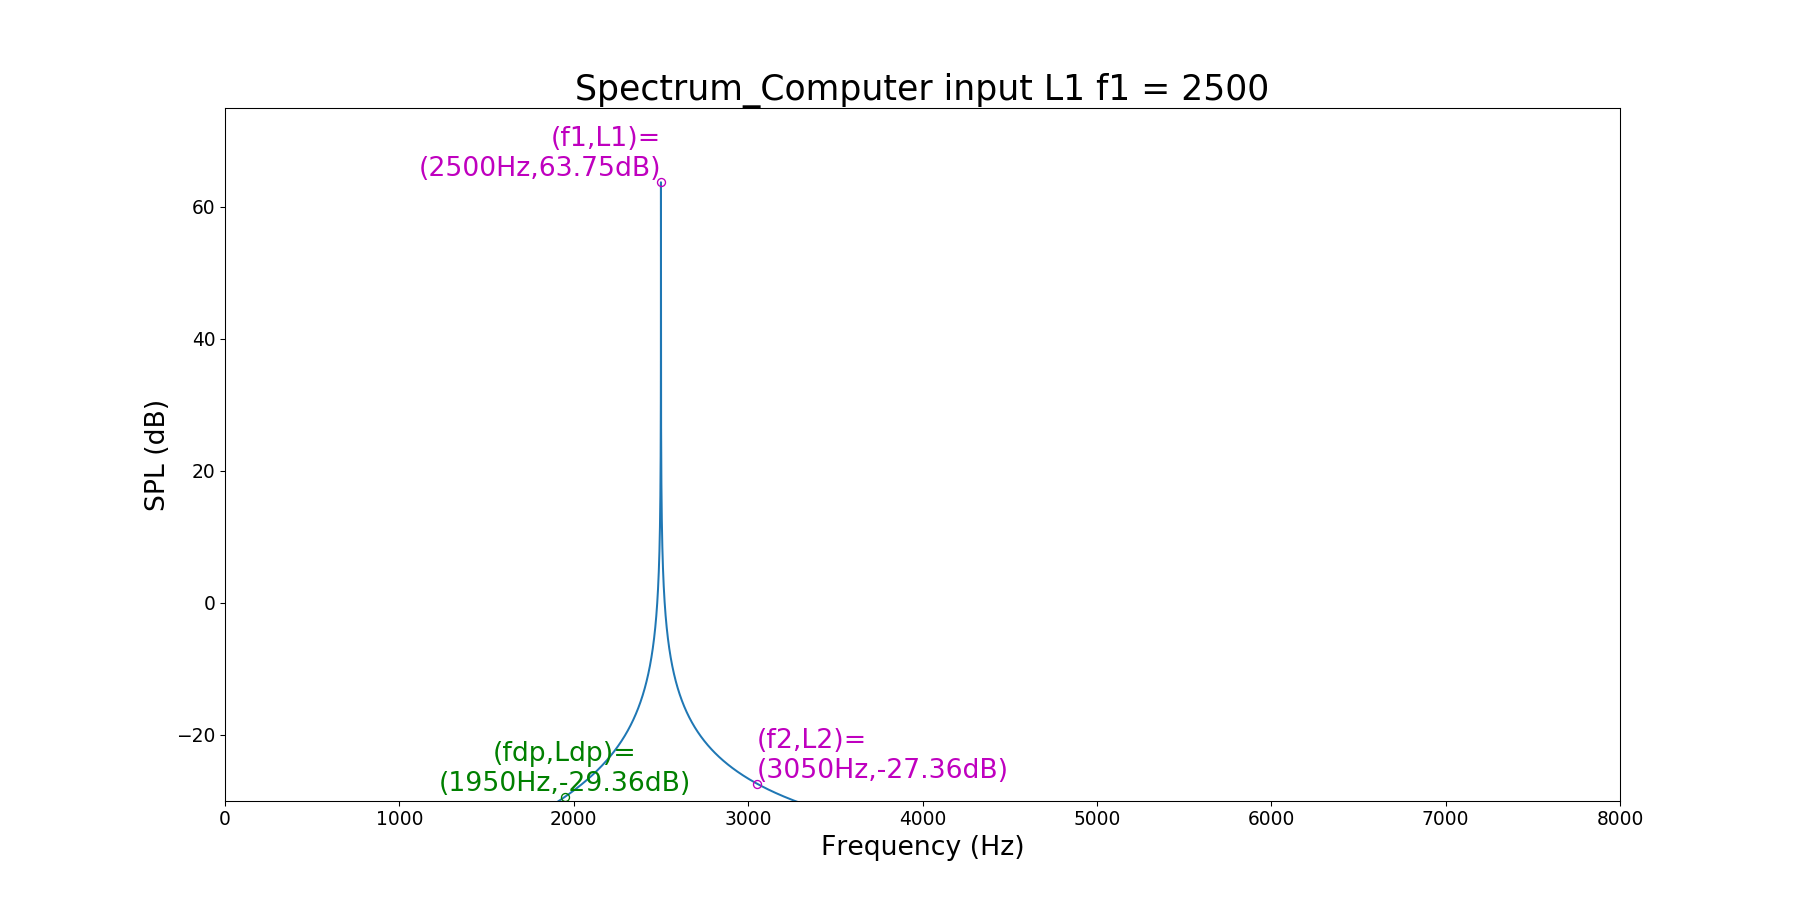 Spectrum_Computer input L1 f1 = 2500
(f1,L1)=
(2500Hz,63.75dB)
60
40
20
0
−20
SPL (dB)
(fdp,Ldp)=
(1950Hz,-29.36dB)
(f2,L2)=
(3050Hz,-27.36dB)
0 1000 2000 3000 4000 5000 6000 7000 8000
Frequency (Hz)